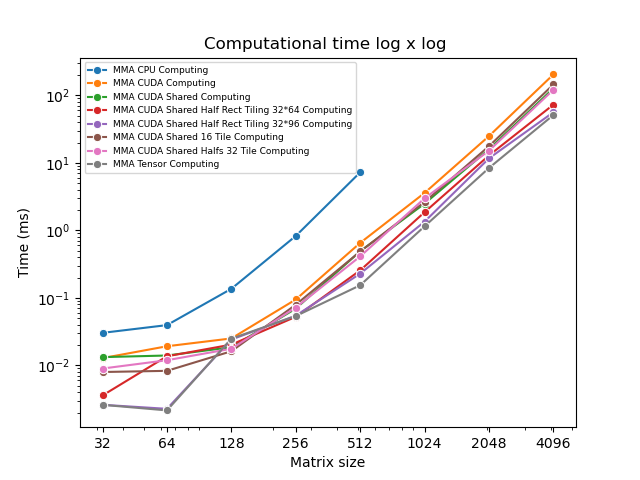 Computational time log x log
MMA CPU Computing
MMA CUDA Computing
MMA CUDA Shared Computing
MMA CUDA Shared Half Rect Tiling 32*64 Computing
MMA CUDA Shared Half Rect Tiling 32*96 Computing
MMA CUDA Shared 16 Tile Computing
MMA CUDA Shared Halfs 32 Tile Computing
MMA Tensor Computing
Time (ms)
10²
10¹
10⁰
10⁻¹
10⁻²
32 64 128 256 512 1024 2048 4096
Matrix size